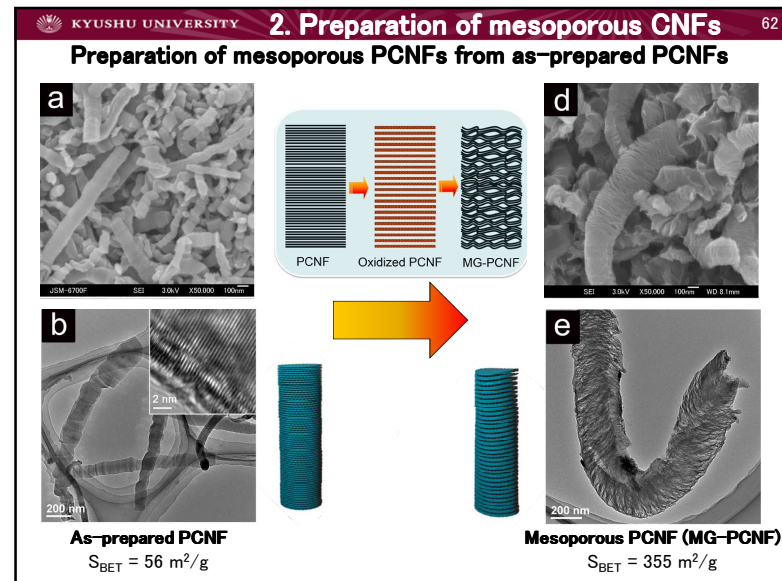 KYUSHU UNIVERSITY 2. Preparation of mesoporous CNFs 62
Preparation of mesoporous PCNFs from as-prepared PCNFs
a
JSM-6700F SEI 3.0kV X50,000 100nm
PCNF Oxidized PCNF MG-PCNF
d
SEI 3.0kV X50,000 100nm WD 8.1mm
b
2 nm
200 nm
e
200 nm
As-prepared PCNF
S_BET = 56 m²/g
Mesoporous PCNF (MG-PCNF)
S_BET = 355 m²/g